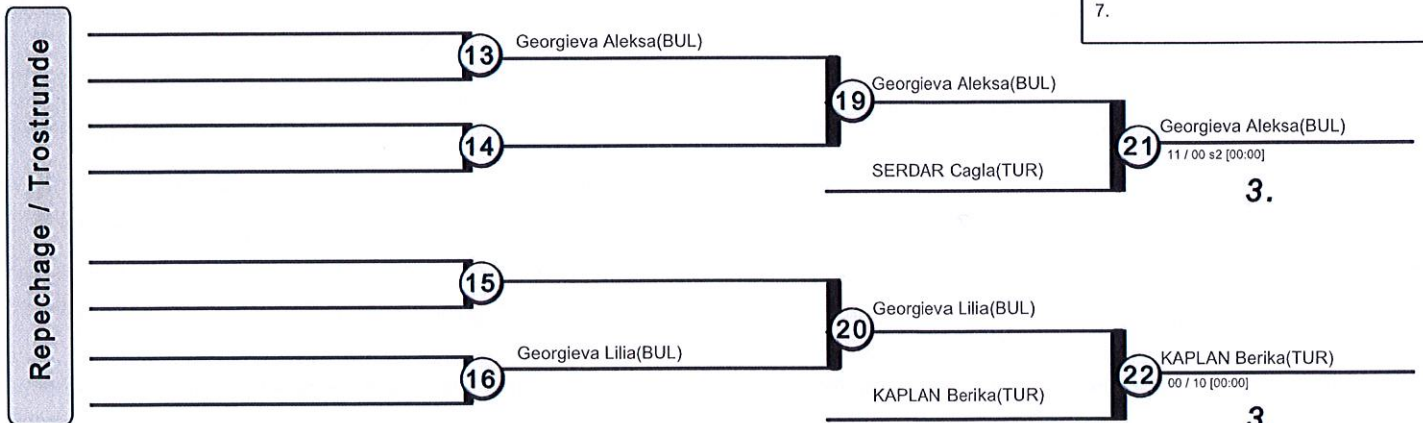 7.
Repechage / Trostrunde
13
Georgieva Aleksa(BUL)
14
19
Georgieva Aleksa(BUL)
SERDAR Cagla(TUR)
21
Georgieva Aleksa(BUL)
11 / 00 s2 [00:00]
3.
15
16
Georgieva Lilia(BUL)
20
Georgieva Lilia(BUL)
KAPLAN Berika(TUR)
22
KAPLAN Berika(TUR)
00 / 10 [00:00]
3